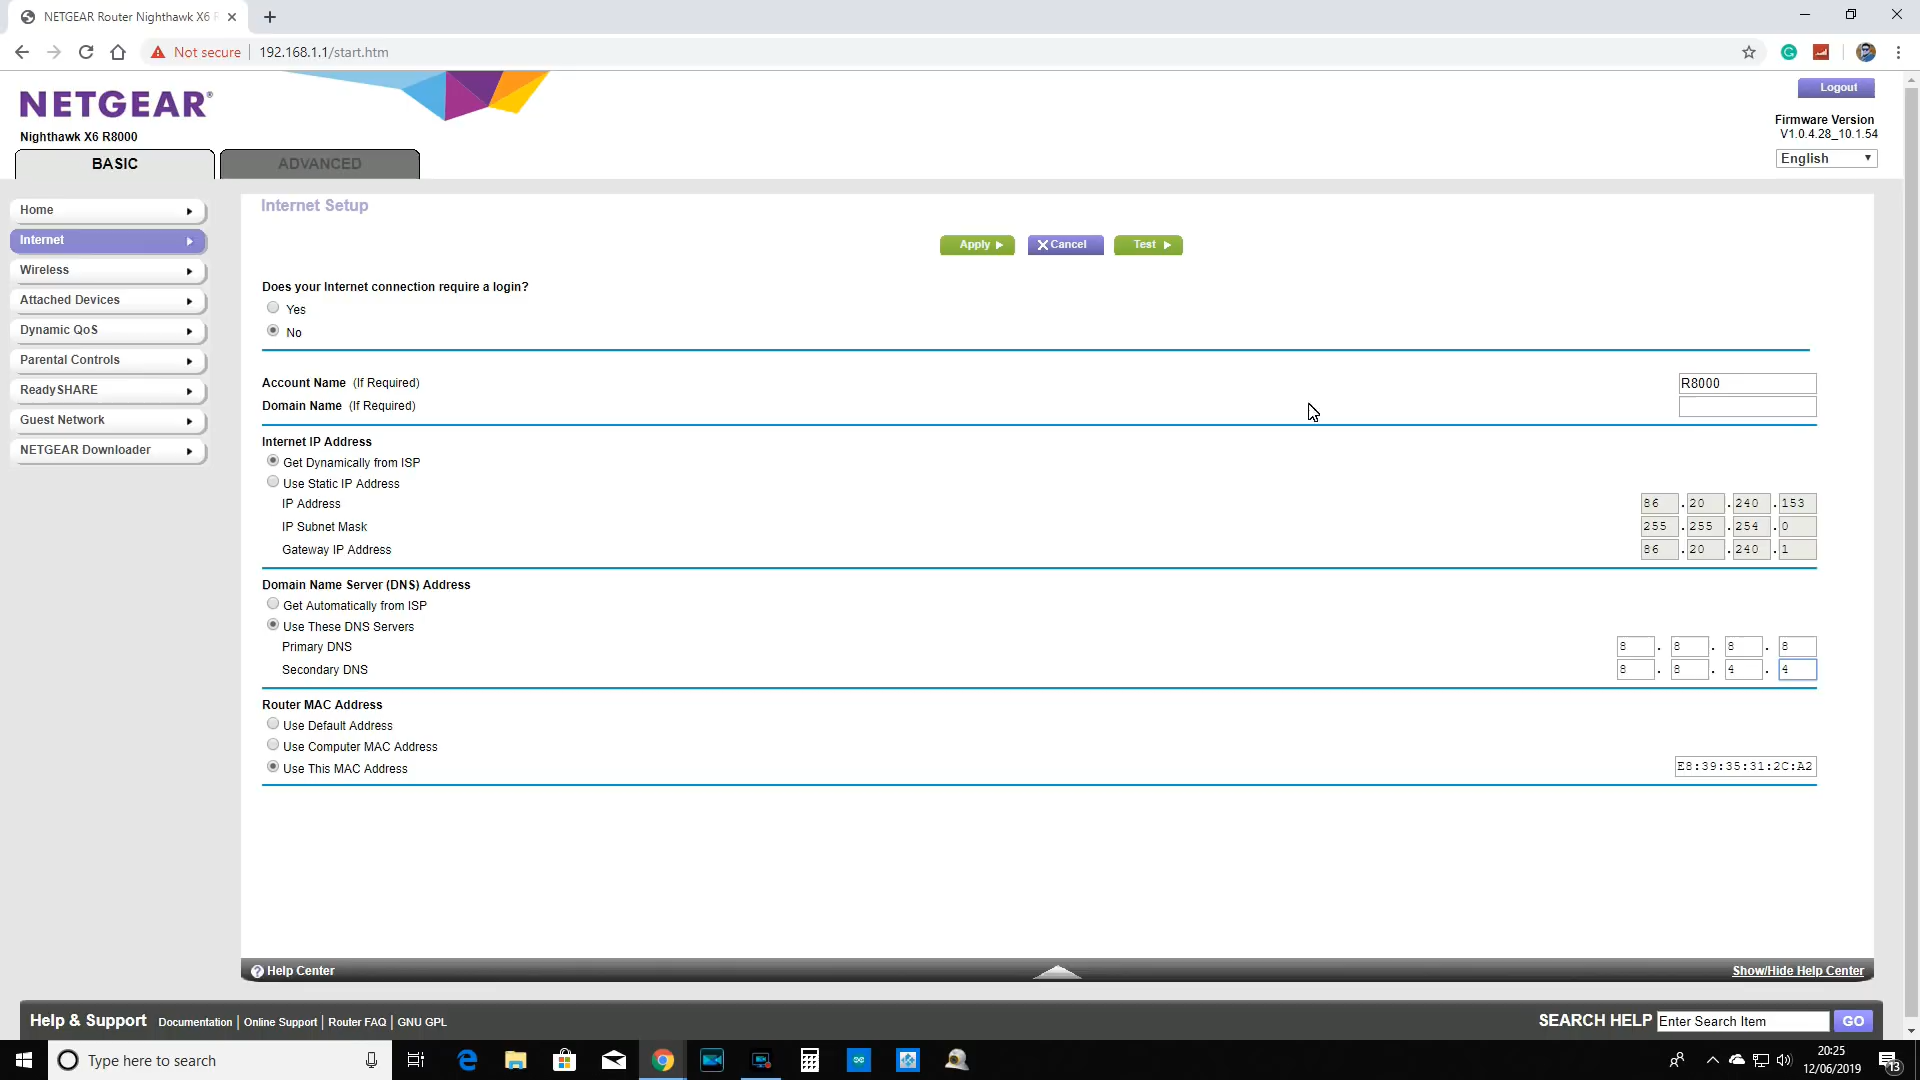 NETGEAR Router Nighthawk X6 R
Not secure
192.168.1.1/start.htm
NETGEAR®
Nighthawk X6 R8000
Logout
Firmware Version
V1.0.4.28_10.1.54
English
BASIC
ADVANCED
Home
Internet
Wireless
Attached Devices
Dynamic QoS
Parental Controls
ReadySHARE
Guest Network
NETGEAR Downloader
Internet Setup
Apply
Cancel
Test
Does your Internet connection require a login?
Yes
No
Account Name (If Required) R8000
Domain Name (If Required)
Internet IP Address
Get Dynamically from ISP
Use Static IP Address
IP Address 86 . 20 . 240 . 153
IP Subnet Mask 255 . 255 . 254 . 0
Gateway IP Address 86 . 20 . 240 . 1
Domain Name Server (DNS) Address
Get Automatically from ISP
Use These DNS Servers
Primary DNS 8 . 8 . 8 . 8
Secondary DNS 8 . 8 . 4 . 4
Router MAC Address
Use Default Address
Use Computer MAC Address
Use This MAC Address E8:39:35:31:2C:A2
? Help Center
Show/Hide Help Center
Help & Support Documentation | Online Support | Router FAQ | GNU GPL
SEARCH HELP Enter Search Item GO
Type here to search
20:25
12/06/2019
13